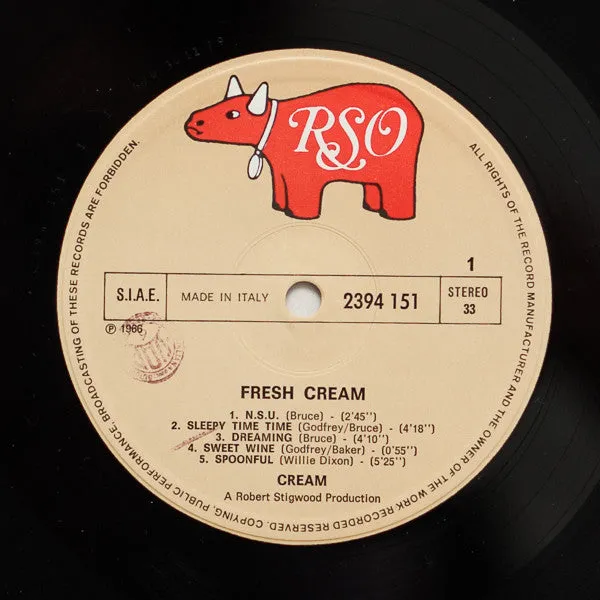 RSO
1
S.I.A.E.
MADE IN ITALY
2394 151
STEREO
33
℗ 1966
FRESH CREAM
1. N.S.U. (Bruce) - (2'45'')
2. SLEEPY TIME TIME (Godfrey/Bruce) - (4'18'')
3. DREAMING (Bruce) - (4'10'')
4. SWEET WINE (Godfrey/Baker) - (0'55'')
5. SPOONFUL (Willie Dixon) - (5'25'')
CREAM
A Robert Stigwood Production
ALL RIGHTS OF THE RECORD MANUFACTURER AND THE OWNER OF THE WORK RECORDED RESERVED. COPYING, PUBLIC PERFORMANCE, BROADCASTING OF THESE RECORDS ARE FORBIDDEN.